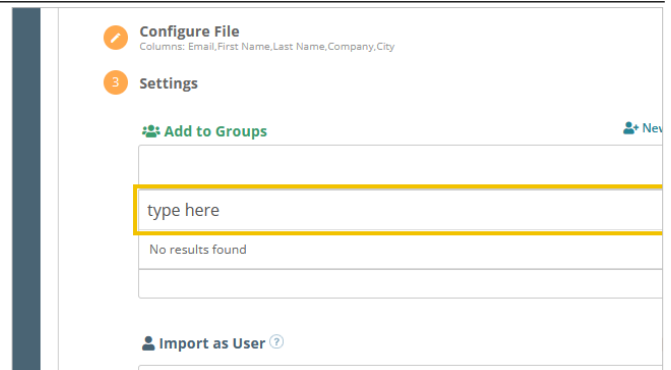 Configure File
Columns: Email,First Name,Last Name,Company,City
3 Settings
Add to Groups
New
type here
No results found
Import as User ?